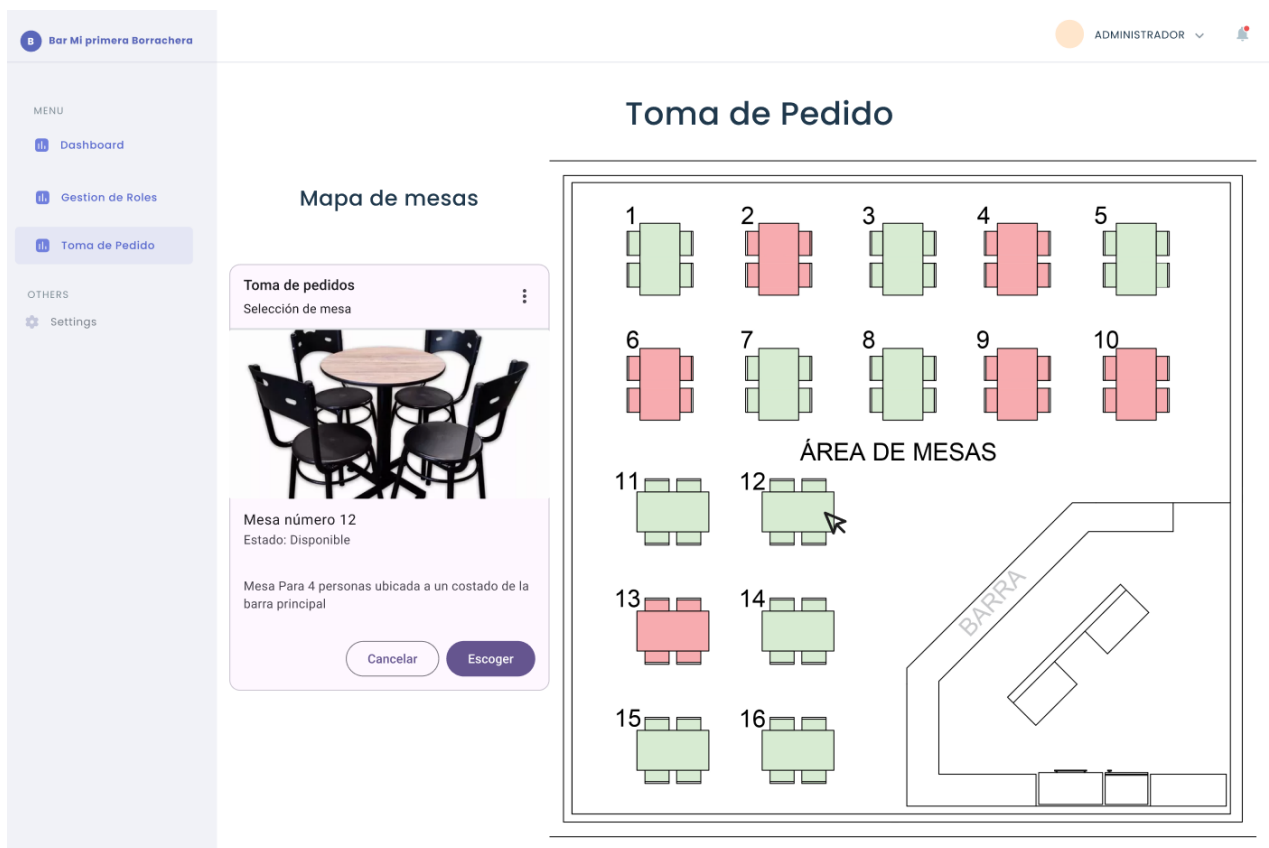 B Bar Mi primera Borrachera
ADMINISTRADOR
MENU
Dashboard
Gestion de Roles
Toma de Pedido
OTHERS
Settings
Toma de Pedido
Mapa de mesas
Toma de pedidos
Selección de mesa
Mesa número 12
Estado: Disponible
Mesa Para 4 personas ubicada a un costado de la
barra principal
Cancelar Escoger
1 2 3 4 5
6 7 8 9 10
ÁREA DE MESAS
11 12
13 14
15 16
BARRA